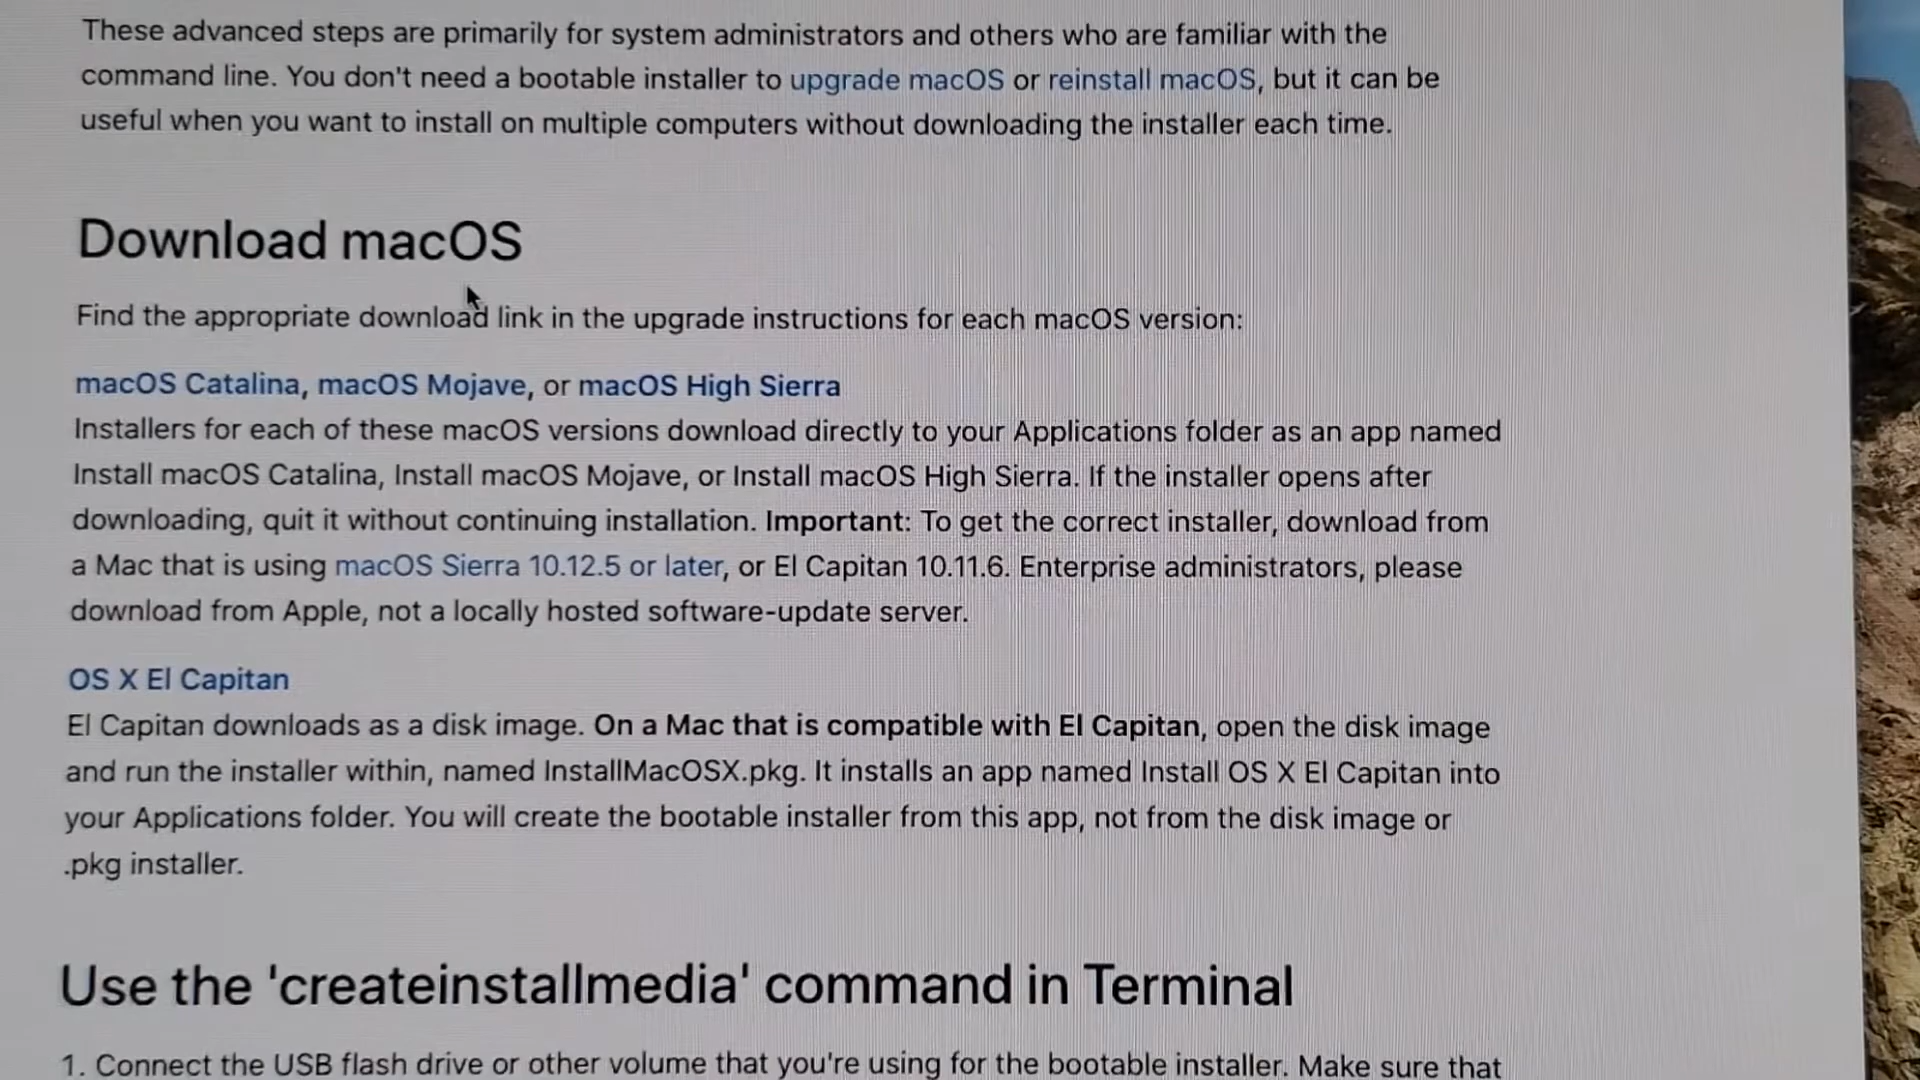 These advanced steps are primarily for system administrators and others who are familiar with the
command line. You don't need a bootable installer to upgrade macOS or reinstall macOS, but it can be
useful when you want to install on multiple computers without downloading the installer each time.
Download macOS
Find the appropriate download link in the upgrade instructions for each macOS version:
macOS Catalina, macOS Mojave, or macOS High Sierra
Installers for each of these macOS versions download directly to your Applications folder as an app named
Install macOS Catalina, Install macOS Mojave, or Install macOS High Sierra. If the installer opens after
downloading, quit it without continuing installation. Important: To get the correct installer, download from
a Mac that is using macOS Sierra 10.12.5 or later, or El Capitan 10.11.6. Enterprise administrators, please
download from Apple, not a locally hosted software-update server.
OS X El Capitan
El Capitan downloads as a disk image. On a Mac that is compatible with El Capitan, open the disk image
and run the installer within, named InstallMacOSX.pkg. It installs an app named Install OS X El Capitan into
your Applications folder. You will create the bootable installer from this app, not from the disk image or
.pkg installer.
Use the 'createinstallmedia' command in Terminal
1. Connect the USB flash drive or other volume that you're using for the bootable installer. Make sure that